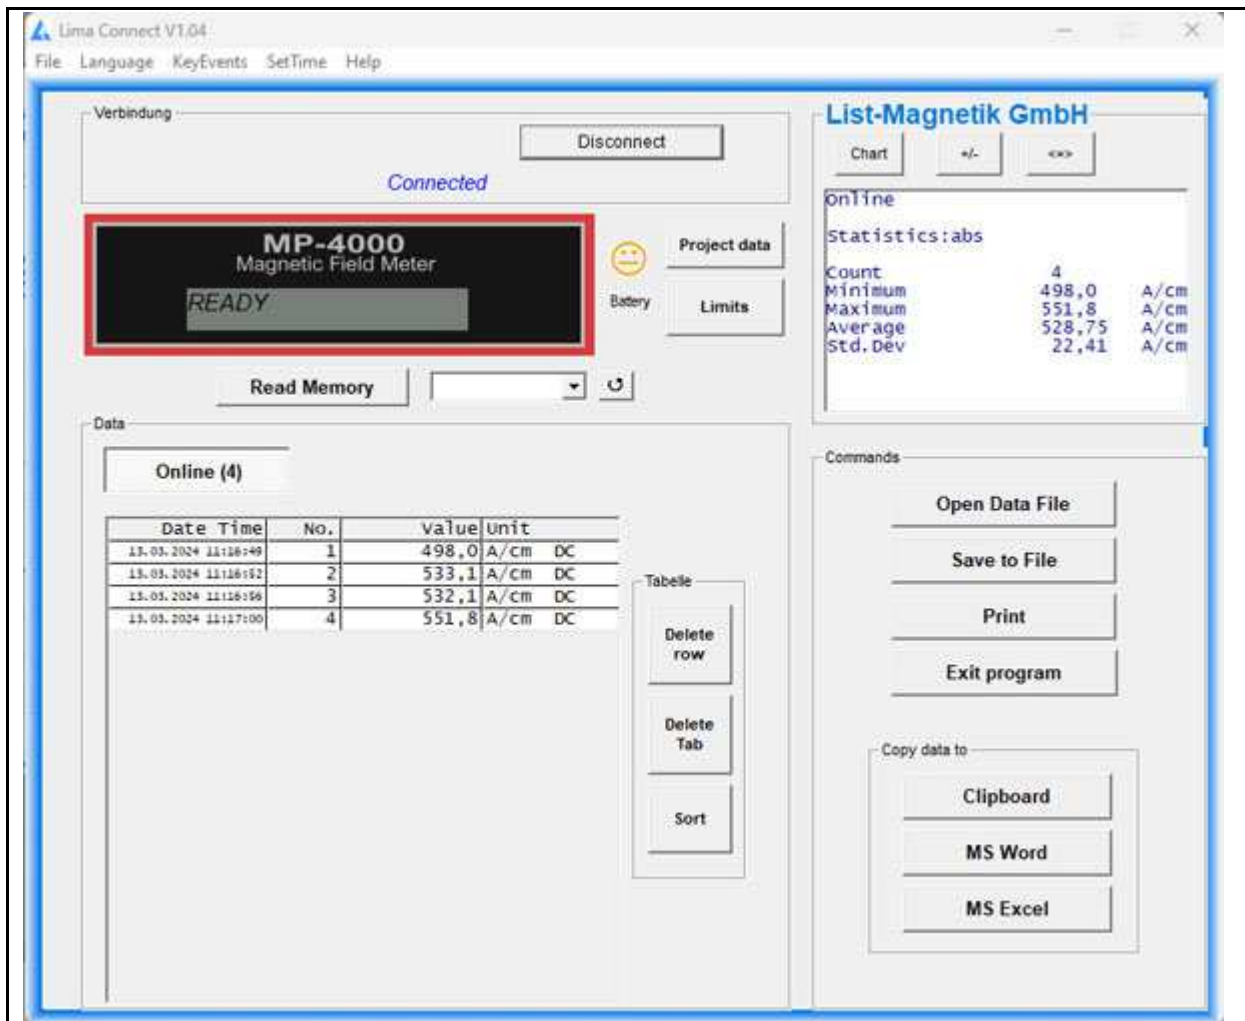 Lima Connect V1.04
File Language KeyEvents SetTime Help
Verbindung
Disconnect
Connected
MP-4000
Magnetic Field Meter
READY
Battery
Project data
Limits
Read Memory
List-Magnetik GmbH
Chart +/- <×>
Online
Statistics:abs
Count 4
Minimum 498,0 A/cm
Maximum 551,8 A/cm
Average 528,75 A/cm
Std.Dev 22,41 A/cm
Data
Online (4)
Date Time No. Value Unit
13.03.2024 11:16:49 1 498,0 A/cm DC
13.03.2024 11:16:52 2 533,1 A/cm DC
13.03.2024 11:16:56 3 532,1 A/cm DC
13.03.2024 11:17:00 4 551,8 A/cm DC
Tabelle
Delete
row
Delete
Tab
Sort
Commands
Open Data File
Save to File
Print
Exit program
Copy data to
Clipboard
MS Word
MS Excel